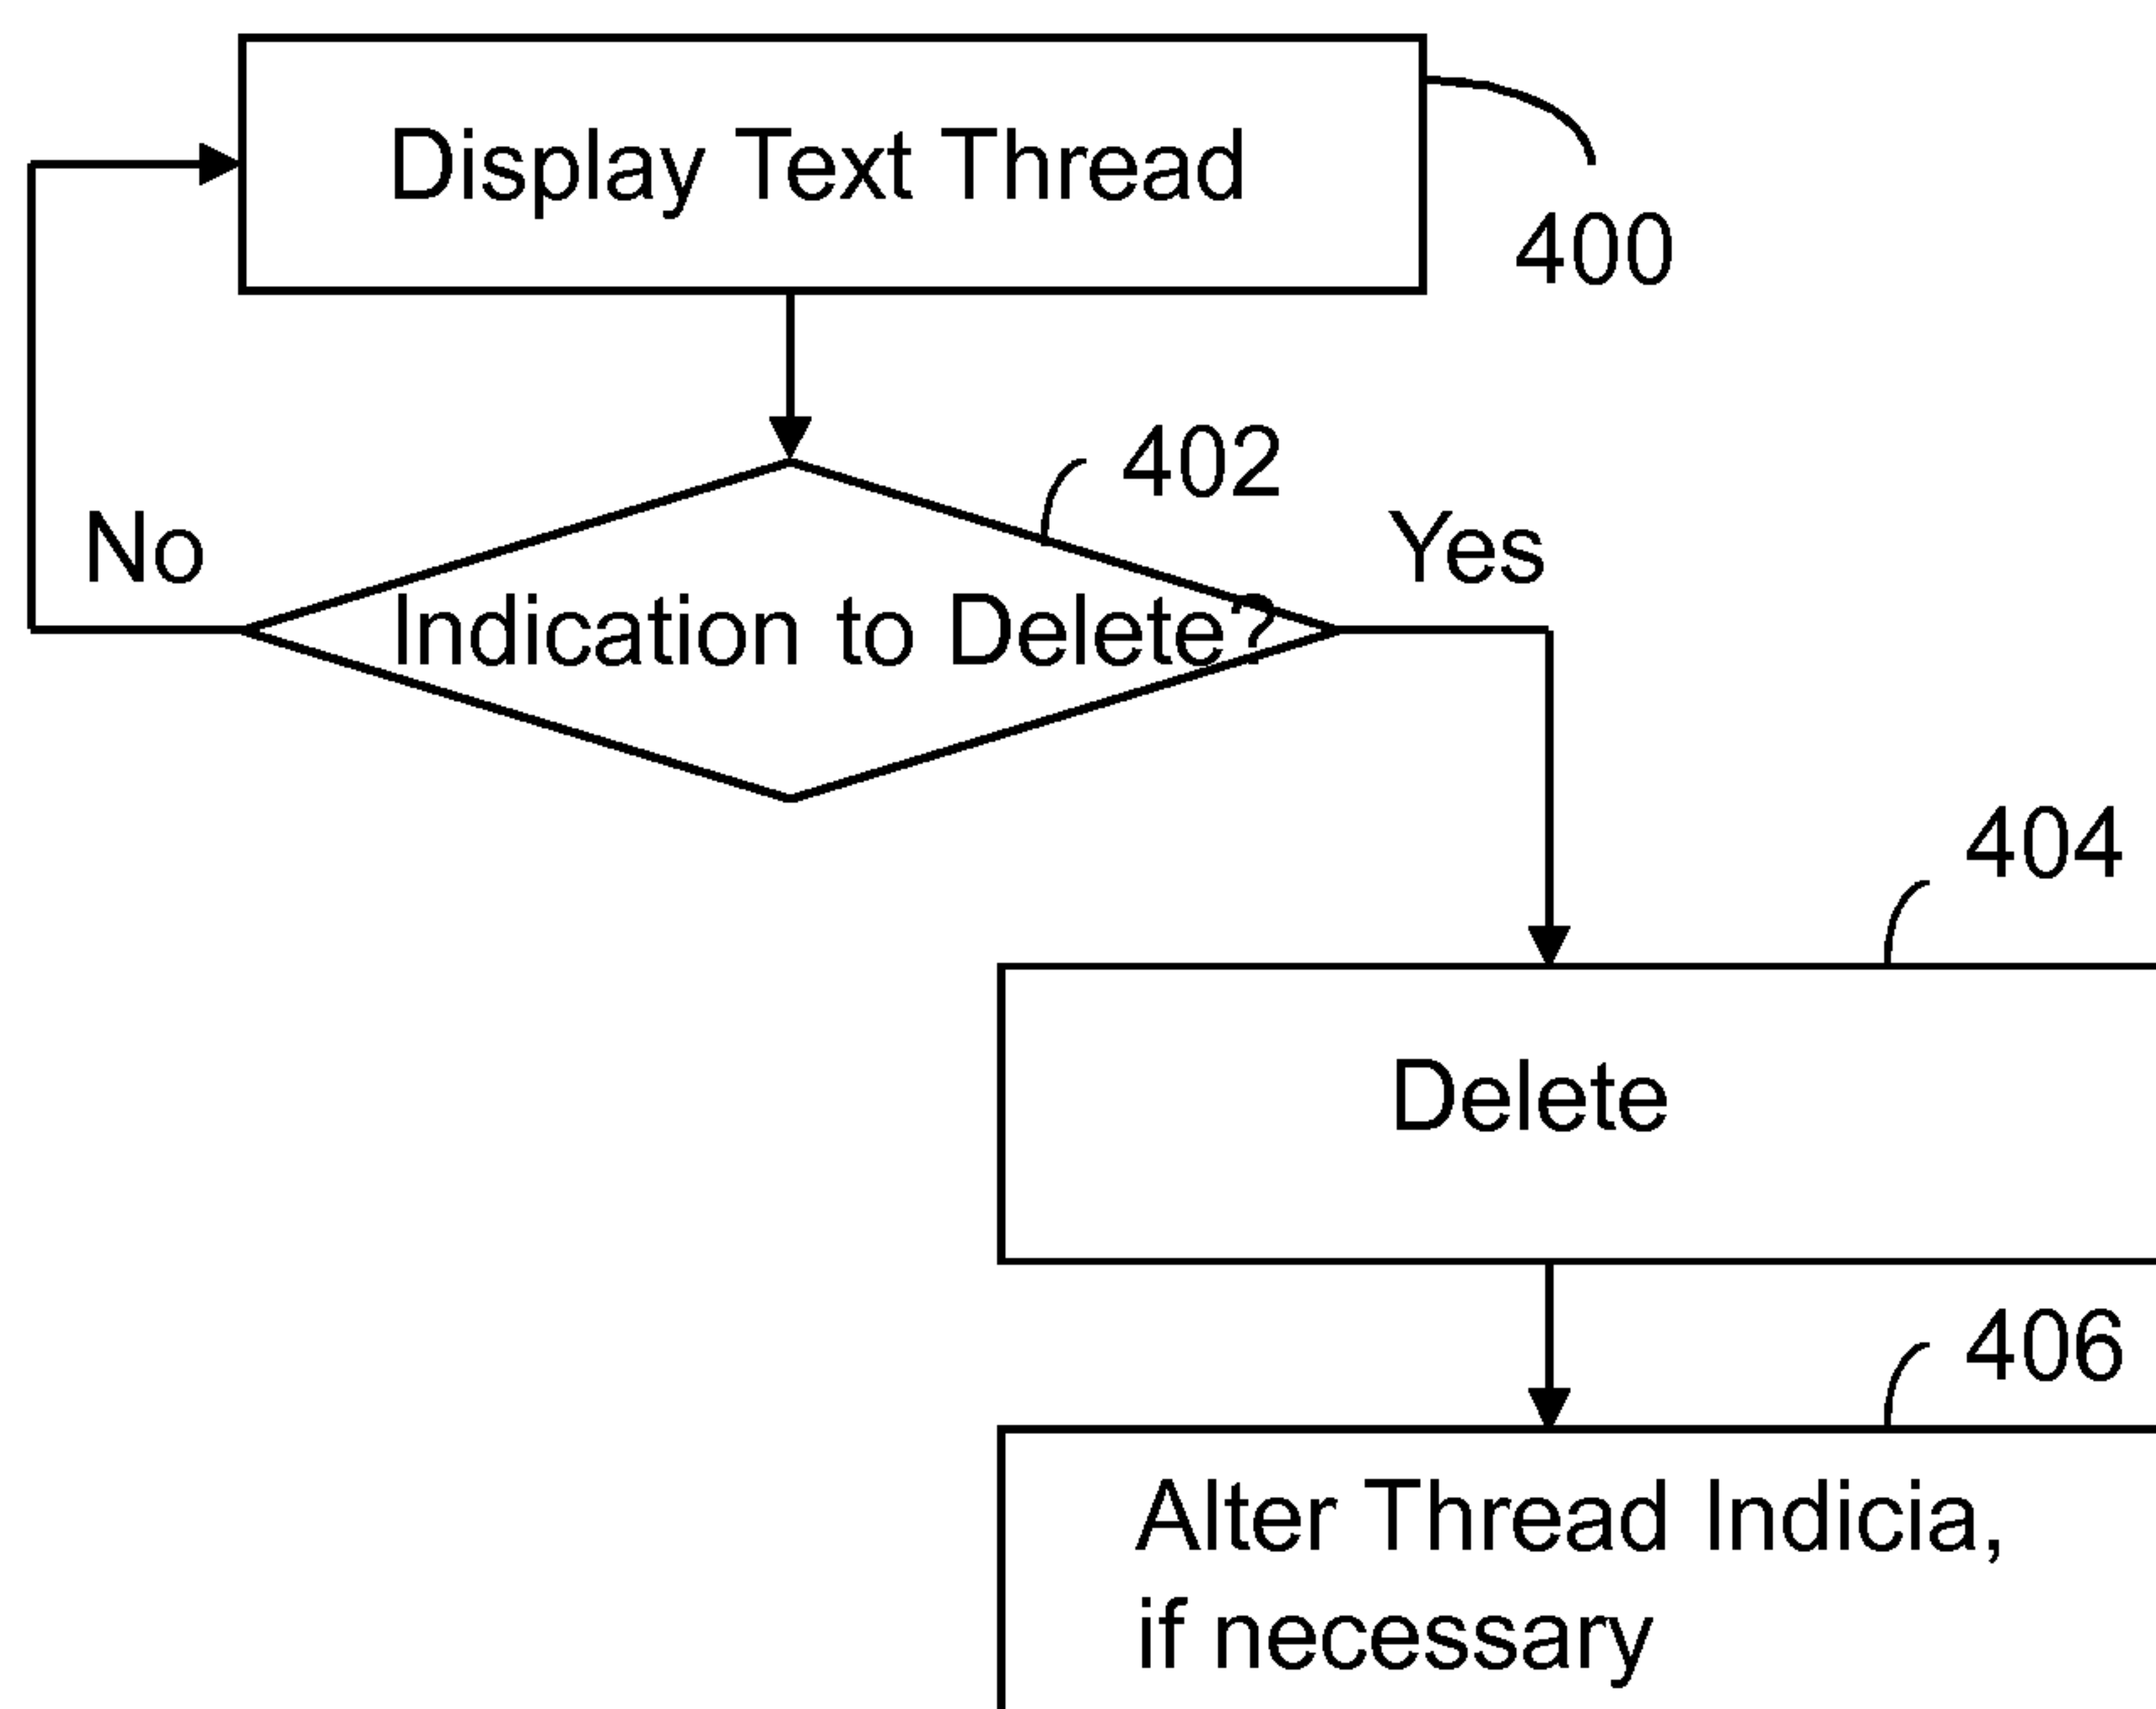 Display Text Thread
400
402
No
Yes
Indication to Delete?
404
Delete
406
Alter Thread Indicia,
if necessary